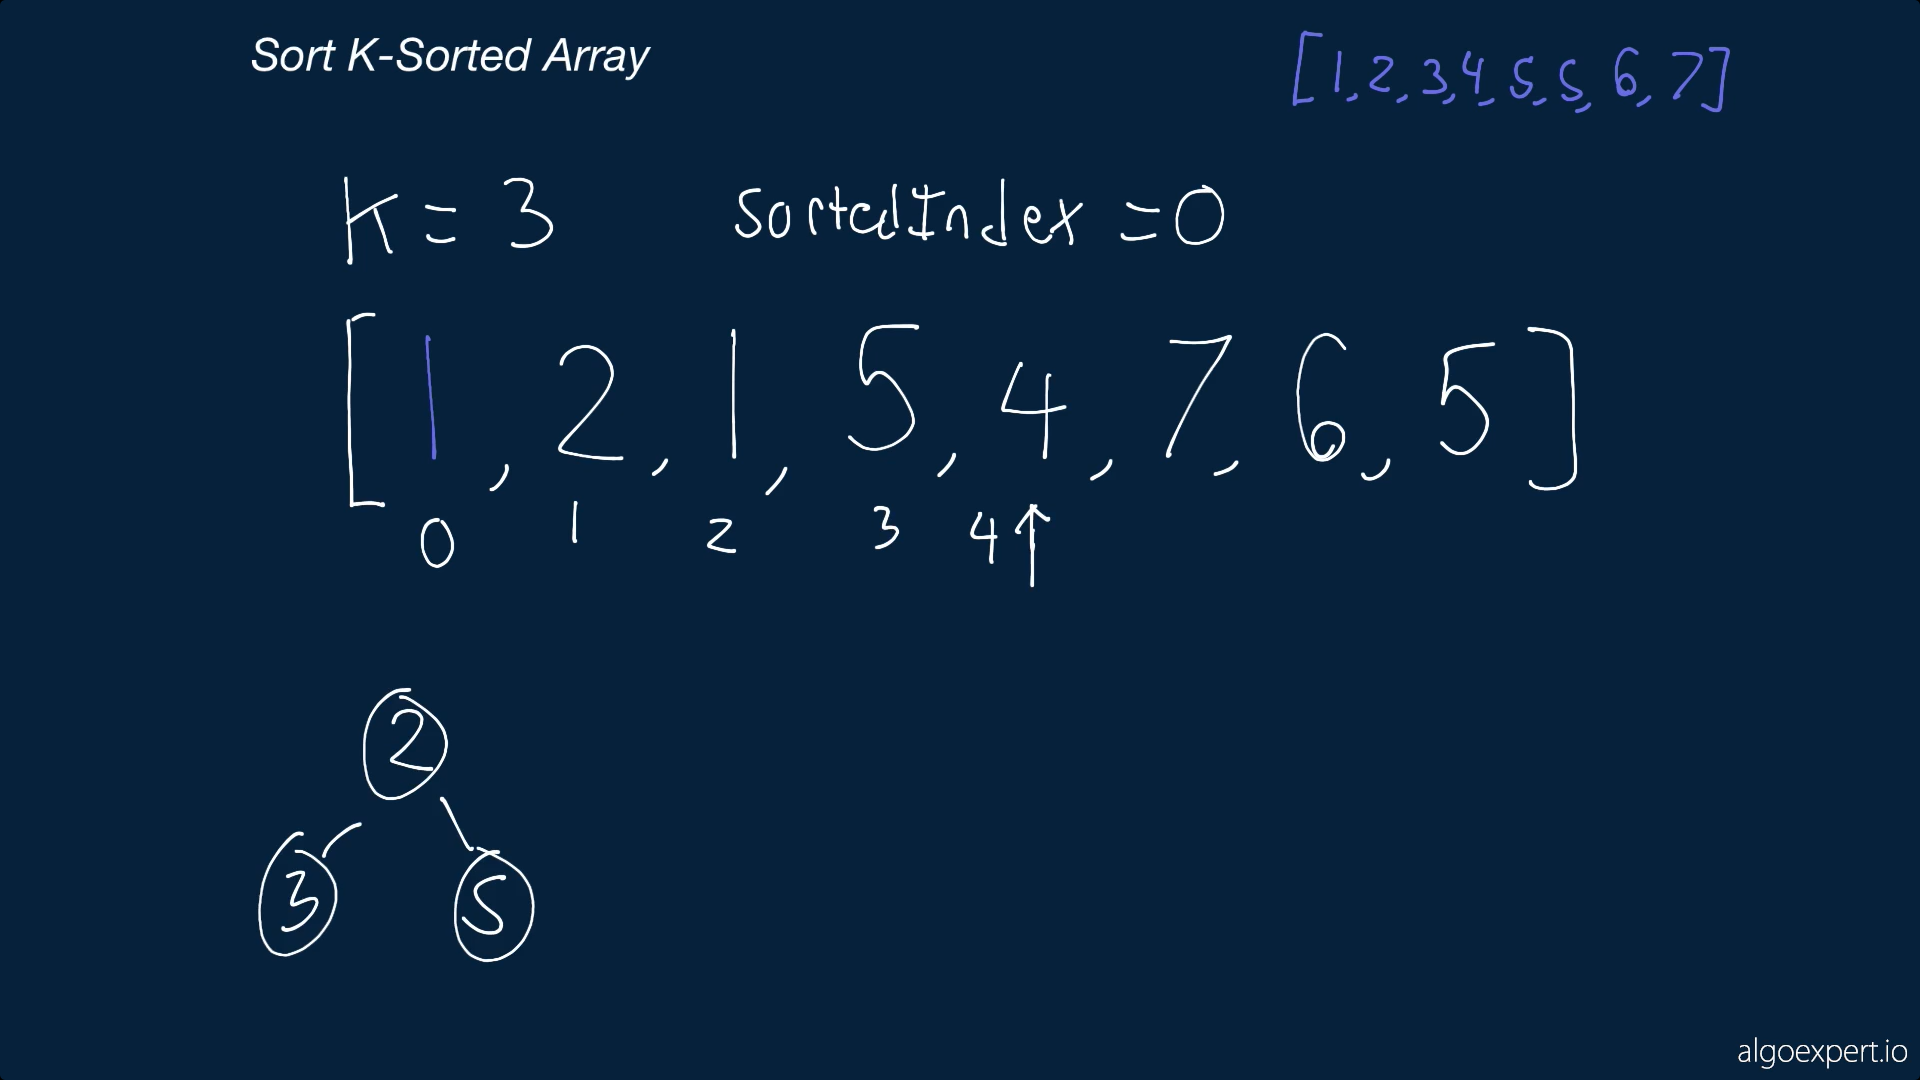 Sort K-Sorted Array
[1, 2, 3, 4, 5, 5, 6, 7]
K = 3 sortedIndex = 0
[1, 2, 1, 5, 4, 7, 6, 5]
0 1 2 3 4↑
2
3 5
algoexpert.io